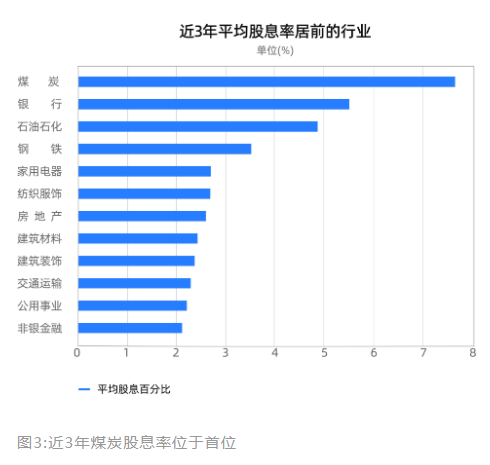 近3年平均股息率居前的行业
单位(%)
煤 炭
银 行
石油石化
钢 铁
家用电器
纺织服饰
房 地 产
建筑材料
建筑装饰
交通运输
公用事业
非银金融
0 1 2 3 4 5 6 7 8
平均股息百分比
图3:近3年煤炭股息率位于首位